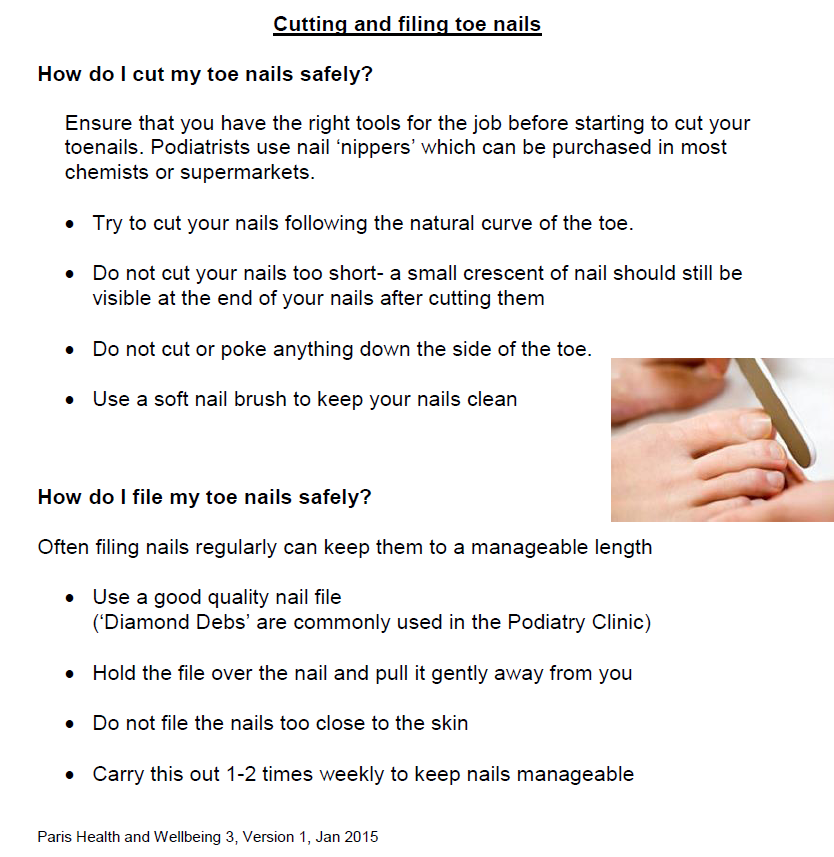 Cutting and filing toe nails
How do I cut my toe nails safely?
Ensure that you have the right tools for the job before starting to cut your
toenails. Podiatrists use nail ‘nippers’ which can be purchased in most
chemists or supermarkets.
• Try to cut your nails following the natural curve of the toe.
• Do not cut your nails too short- a small crescent of nail should still be
visible at the end of your nails after cutting them
• Do not cut or poke anything down the side of the toe.
• Use a soft nail brush to keep your nails clean
How do I file my toe nails safely?
Often filing nails regularly can keep them to a manageable length
• Use a good quality nail file
(‘Diamond Debs’ are commonly used in the Podiatry Clinic)
• Hold the file over the nail and pull it gently away from you
• Do not file the nails too close to the skin
• Carry this out 1-2 times weekly to keep nails manageable
Paris Health and Wellbeing 3, Version 1, Jan 2015